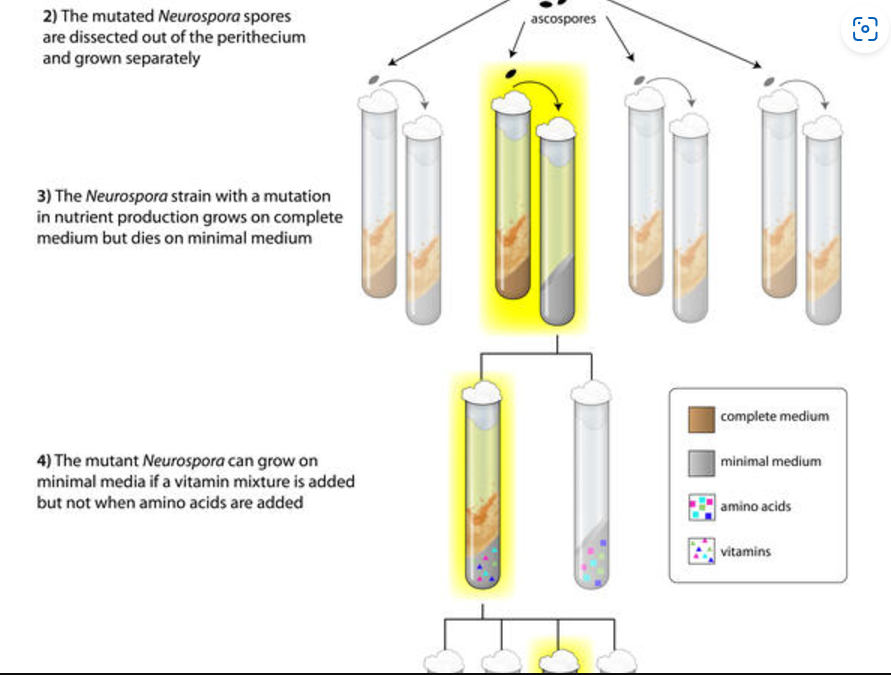 2) The mutated Neurospora spores
are dissected out of the perithecium
and grown separately
ascospores
3) The Neurospora strain with a mutation
in nutrient production grows on complete
medium but dies on minimal medium
4) The mutant Neurospora can grow on
minimal media if a vitamin mixture is added
but not when amino acids are added
complete medium
minimal medium
amino acids
vitamins